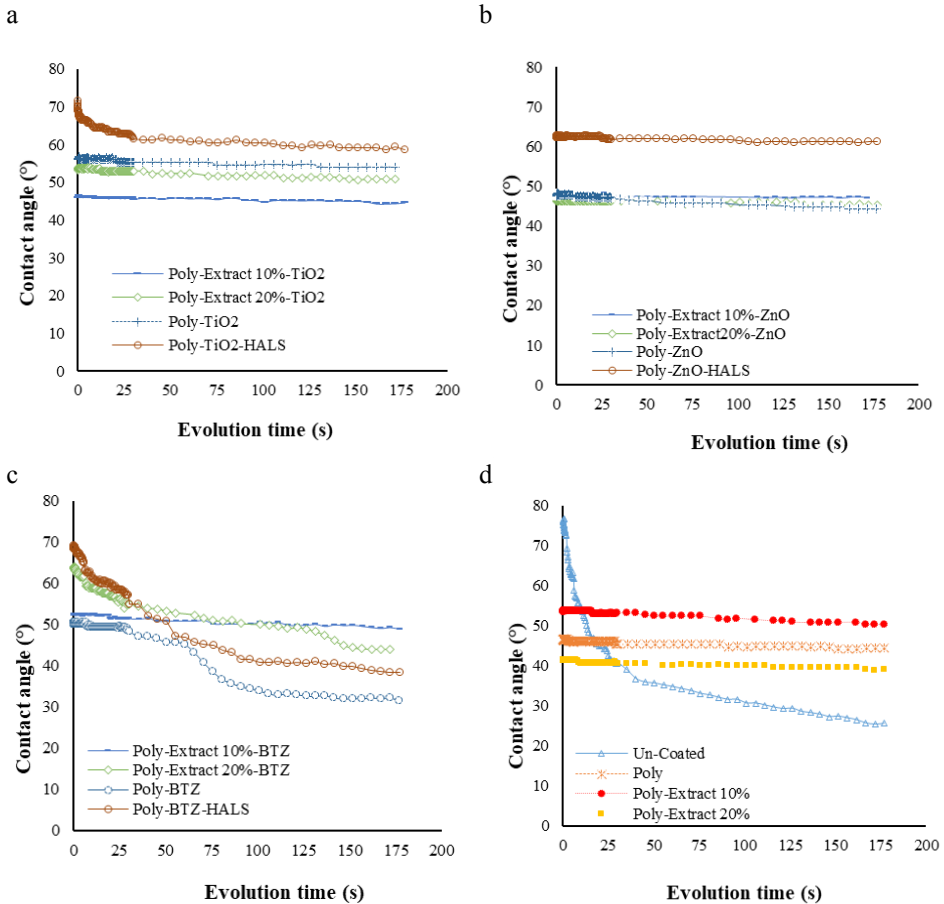 a
80
70
60
50
40
30
20
10
0
Contact angle (°)
Poly-Extract 10%-TiO2
Poly-Extract 20%-TiO2
Poly-TiO2
Poly-TiO2-HALS
0 25 50 75 100 125 150 175 200
Evolution time (s)
b
80
70
60
50
40
30
20
10
0
Contact angle (°)
Poly-Extract 10%-ZnO
Poly-Extract20%-ZnO
Poly-ZnO
Poly-ZnO-HALS
0 25 50 75 100 125 150 175 200
Evolution time (s)
c
80
70
60
50
40
30
20
10
0
Contact angle (°)
Poly-Extract 10%-BTZ
Poly-Extract 20%-BTZ
Poly-BTZ
Poly-BTZ-HALS
0 25 50 75 100 125 150 175 200
Evolution time (s)
d
80
70
60
50
40
30
20
10
0
Contact angle (°)
Un-Coated
Poly
Poly-Extract 10%
Poly-Extract 20%
0 25 50 75 100 125 150 175 200
Evolution time (s)